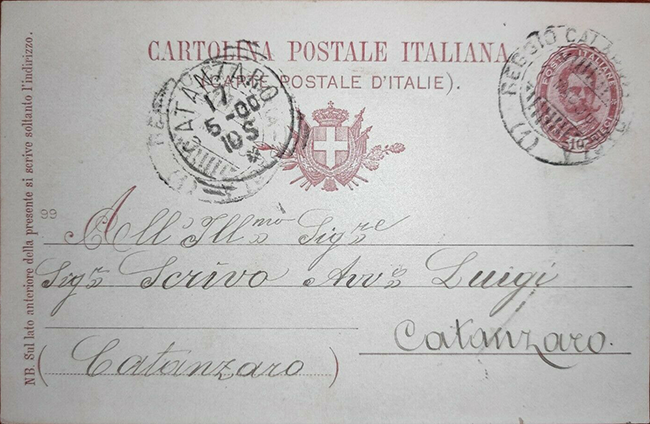 CARTOLINA POSTALE ITALIANA
(CARTE POSTALE D'ITALIE).
REGGIO CALABRIA
CATANZARO
17
5-00
10 S
NB. Sul lato anteriore della presente si scrive soltanto l'indirizzo.
99
All' Ill.mo Sig.re
Sig.r Scrivo Avv.o Luigi
Catanzaro.
(Catanzaro)